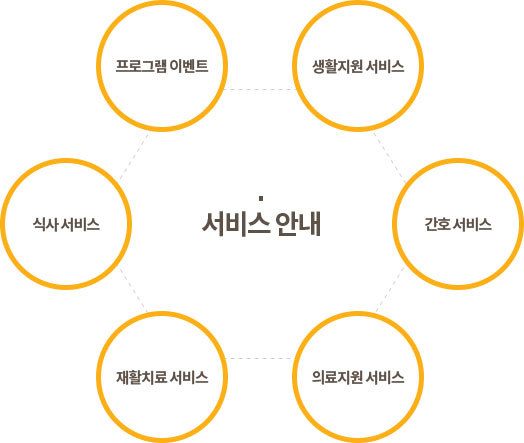 프로그램 이벤트
생활지원 서비스
식사 서비스
서비스 안내
간호 서비스
재활치료 서비스
의료지원 서비스